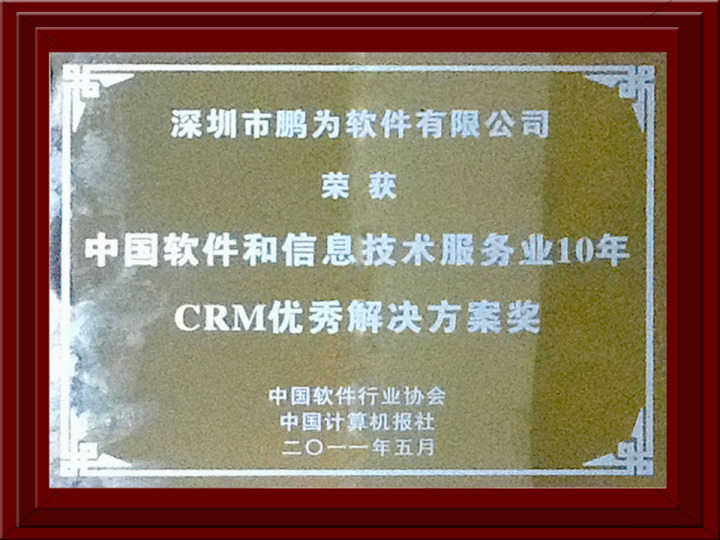 深圳市鹏为软件有限公司
荣获
中国软件和信息技术服务业10年
CRM优秀解决方案奖
中国软件行业协会
中国计算机报社
二〇一一年五月